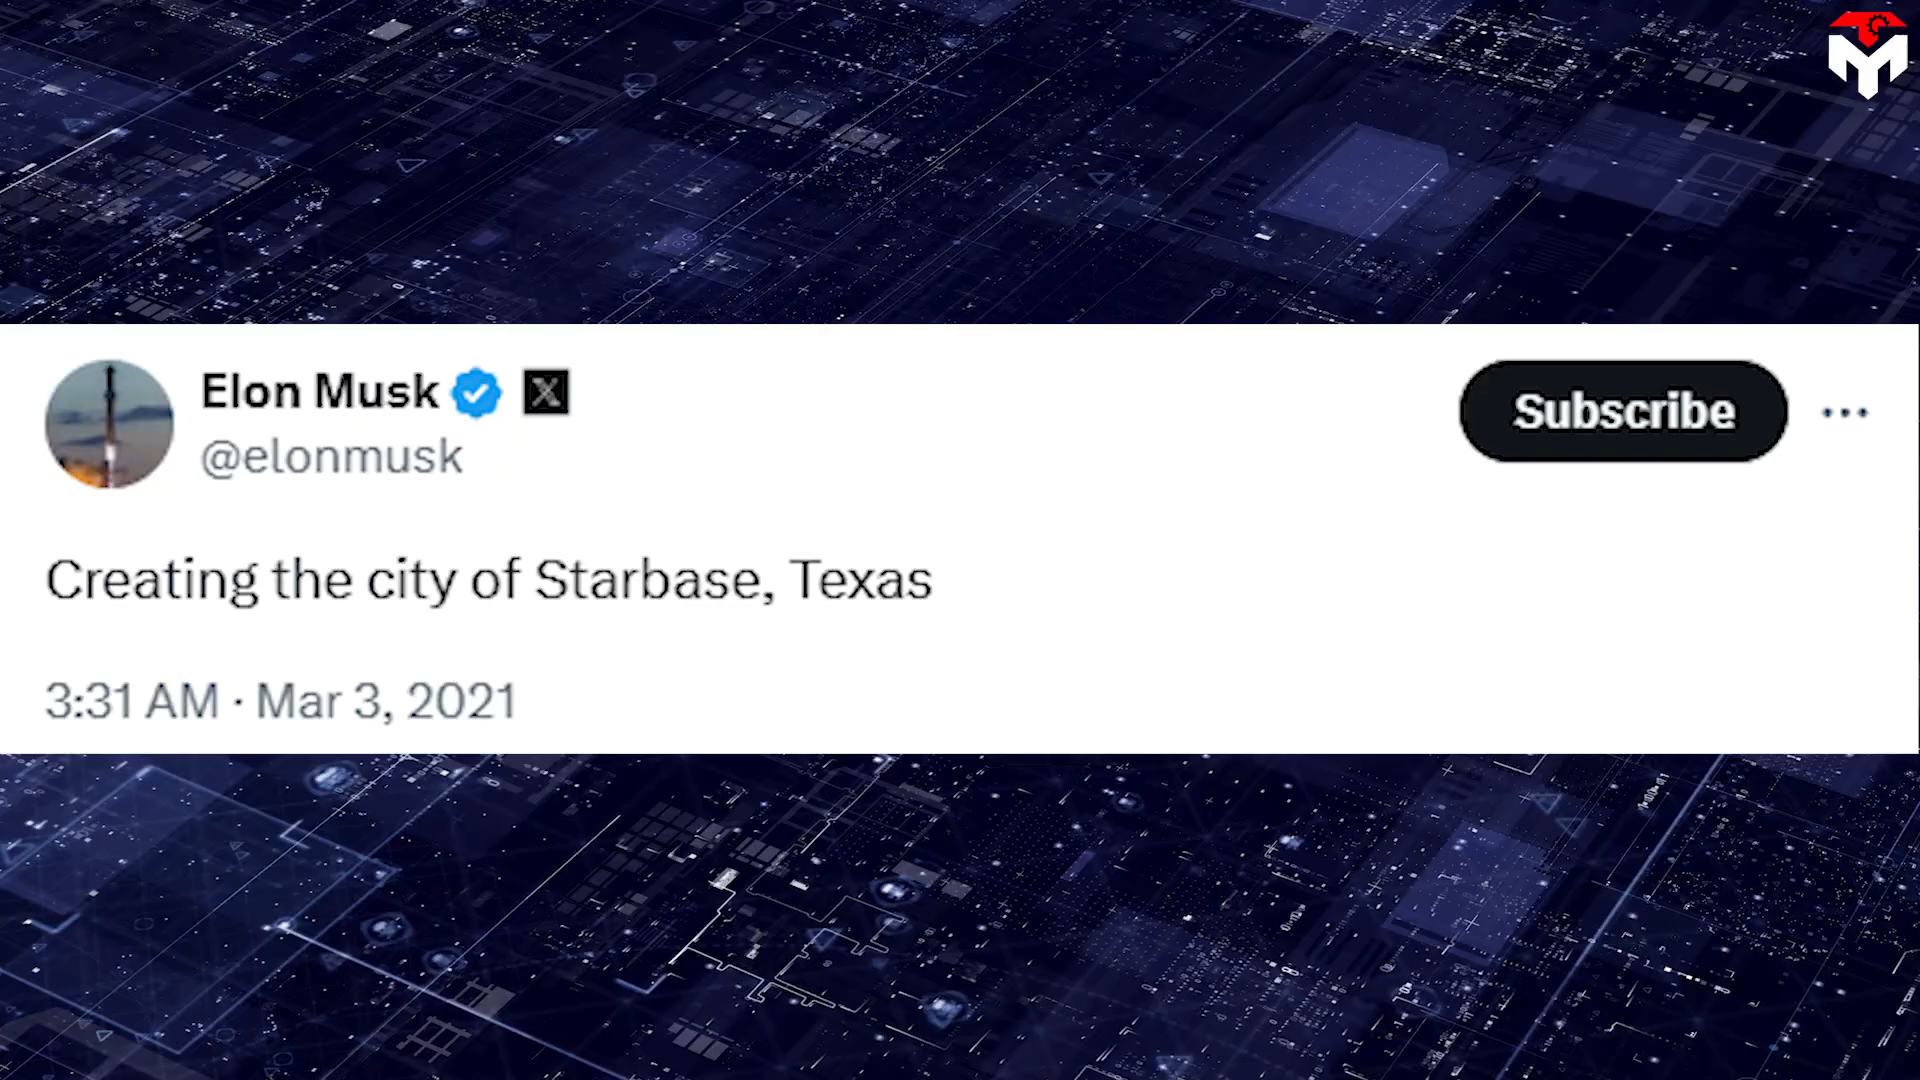 Elon Musk
@elonmusk
Subscribe
Creating the city of Starbase, Texas
3:31 AM · Mar 3, 2021